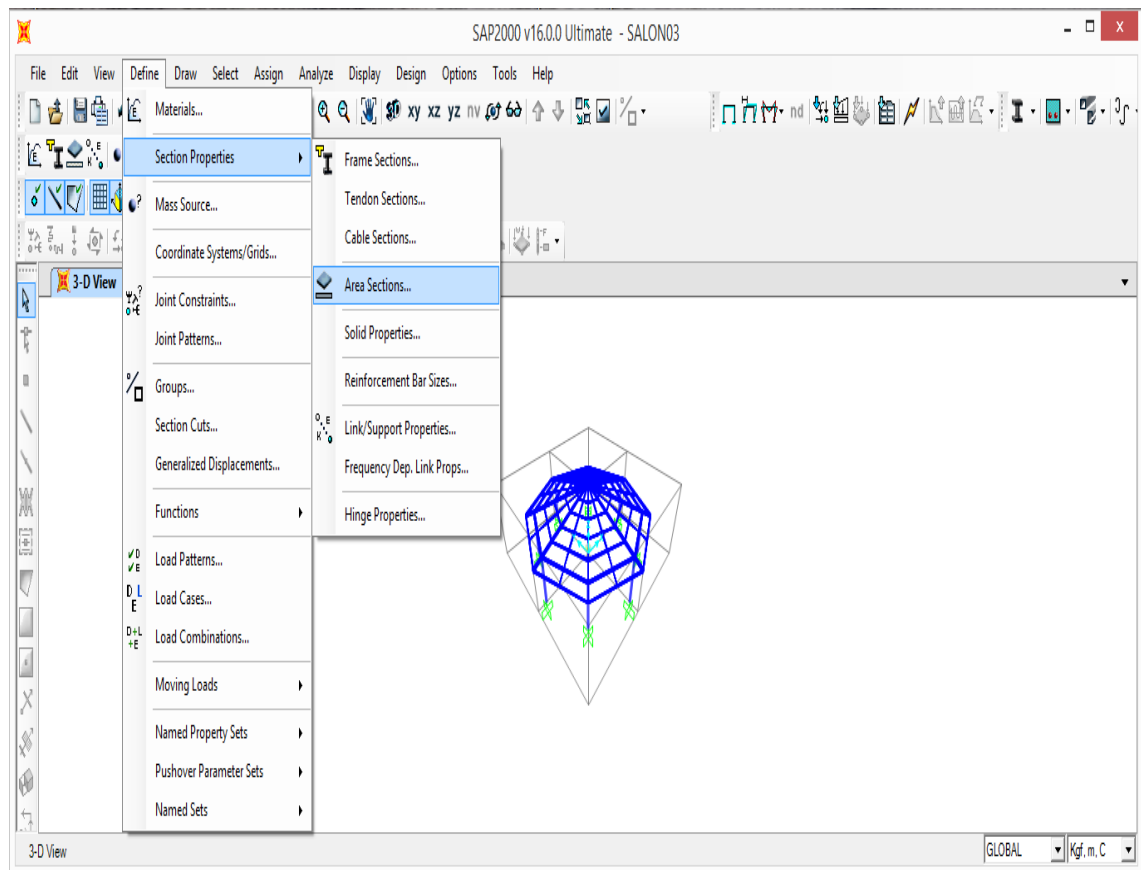 SAP2000 v16.0.0 Ultimate - SALON03
File Edit View Define Draw Select Assign Analyze Display Design Options Tools Help
xy xz yz nv
nd
Materials...
Section Properties
Mass Source...
Coordinate Systems/Grids...
Joint Constraints...
Joint Patterns...
Groups...
Section Cuts...
Generalized Displacements...
Functions
Load Patterns...
Load Cases...
Load Combinations...
Moving Loads
Named Property Sets
Pushover Parameter Sets
Named Sets
Frame Sections...
Tendon Sections...
Cable Sections...
Area Sections...
Solid Properties...
Reinforcement Bar Sizes...
Link/Support Properties...
Frequency Dep. Link Props...
Hinge Properties...
3-D View
3-D View
GLOBAL
Kgf, m, C